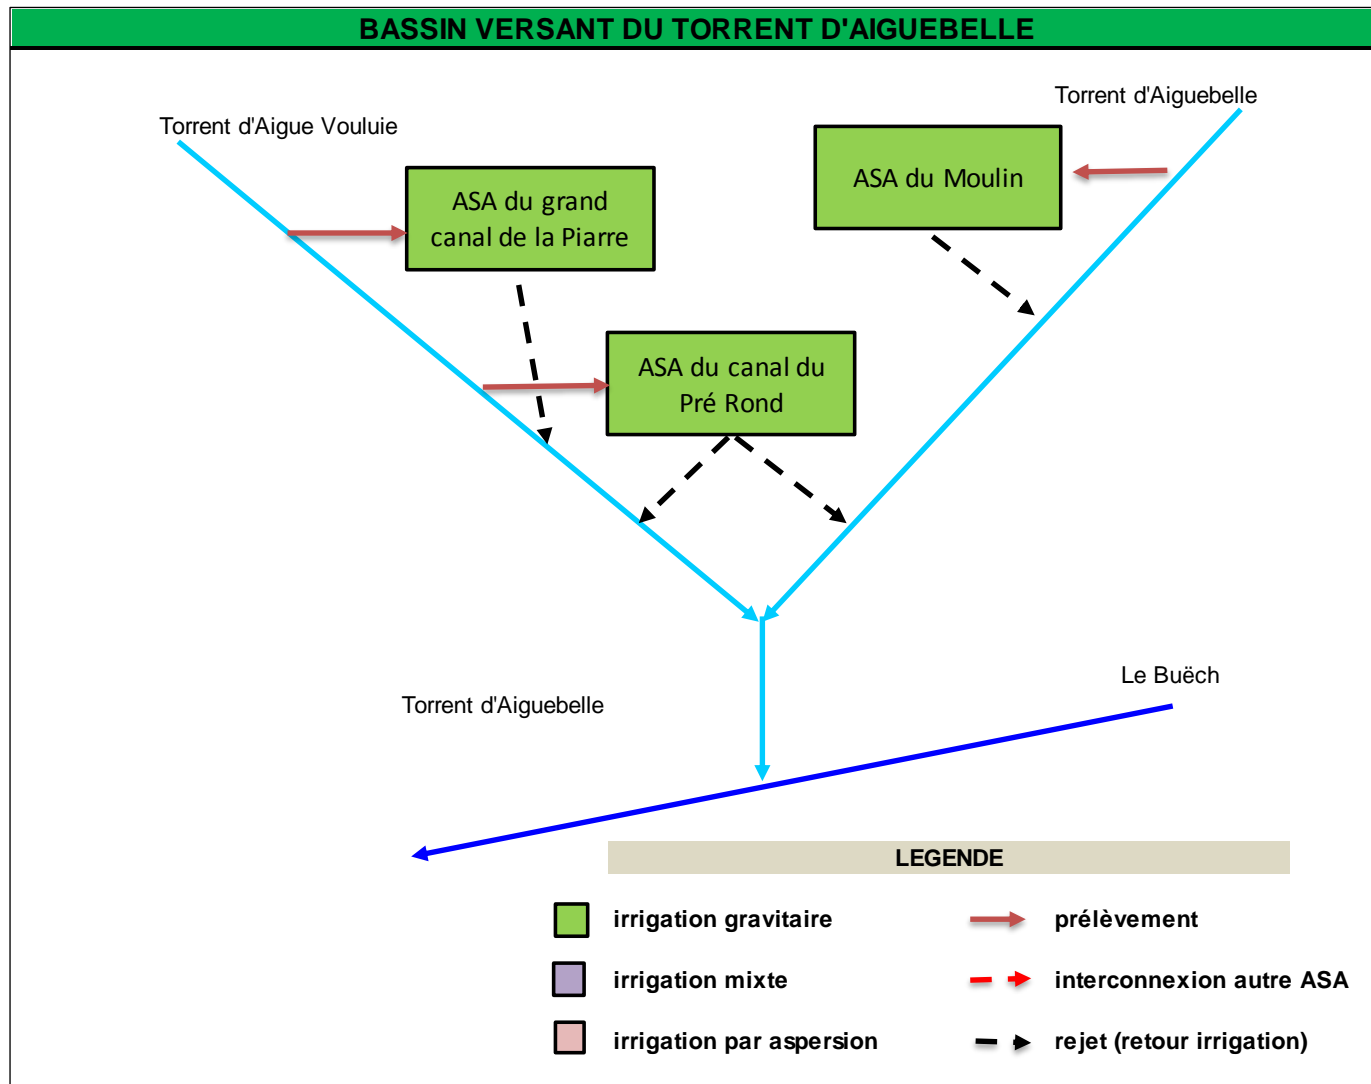 BASSIN VERSANT DU TORRENT D'AIGUEBELLE
Torrent d'Aiguebelle
Torrent d'Aigue Vouluie
ASA du Moulin
ASA du grand
canal de la Piarre
ASA du canal du
Pré Rond
Le Buëch
Torrent d'Aiguebelle
LEGENDE
irrigation gravitaire
prélèvement
irrigation mixte
interconnexion autre ASA
irrigation par aspersion
rejet (retour irrigation)